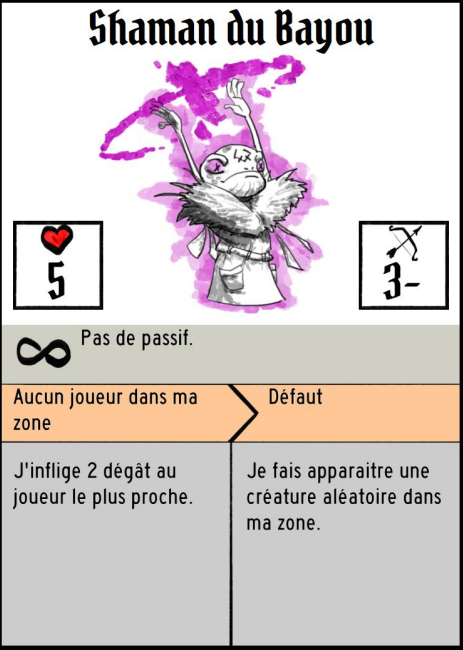 Shaman du Bayou
5
3-
Pas de passif.
Aucun joueur dans ma
zone
Défaut
J'inflige 2 dégât au
joueur le plus proche.
Je fais apparaitre une
créature aléatoire dans
ma zone.